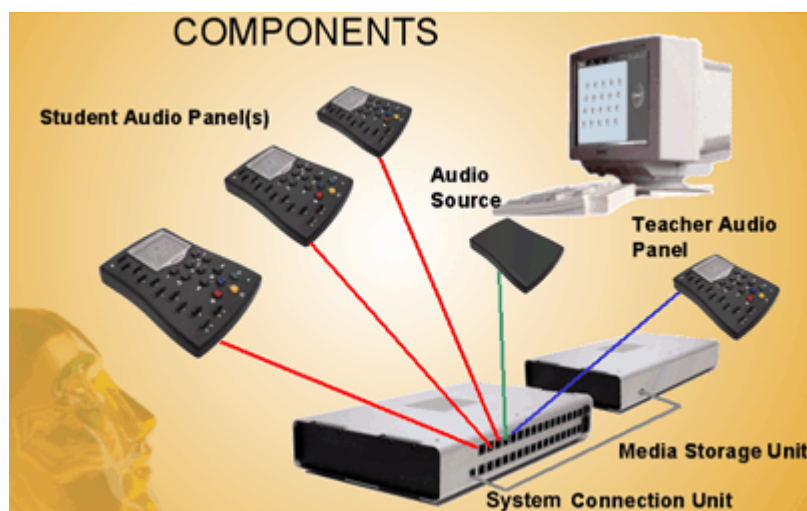 COMPONENTS
Student Audio Panel(s)
Audio
Source
Teacher Audio
Panel
Media Storage Unit
System Connection Unit